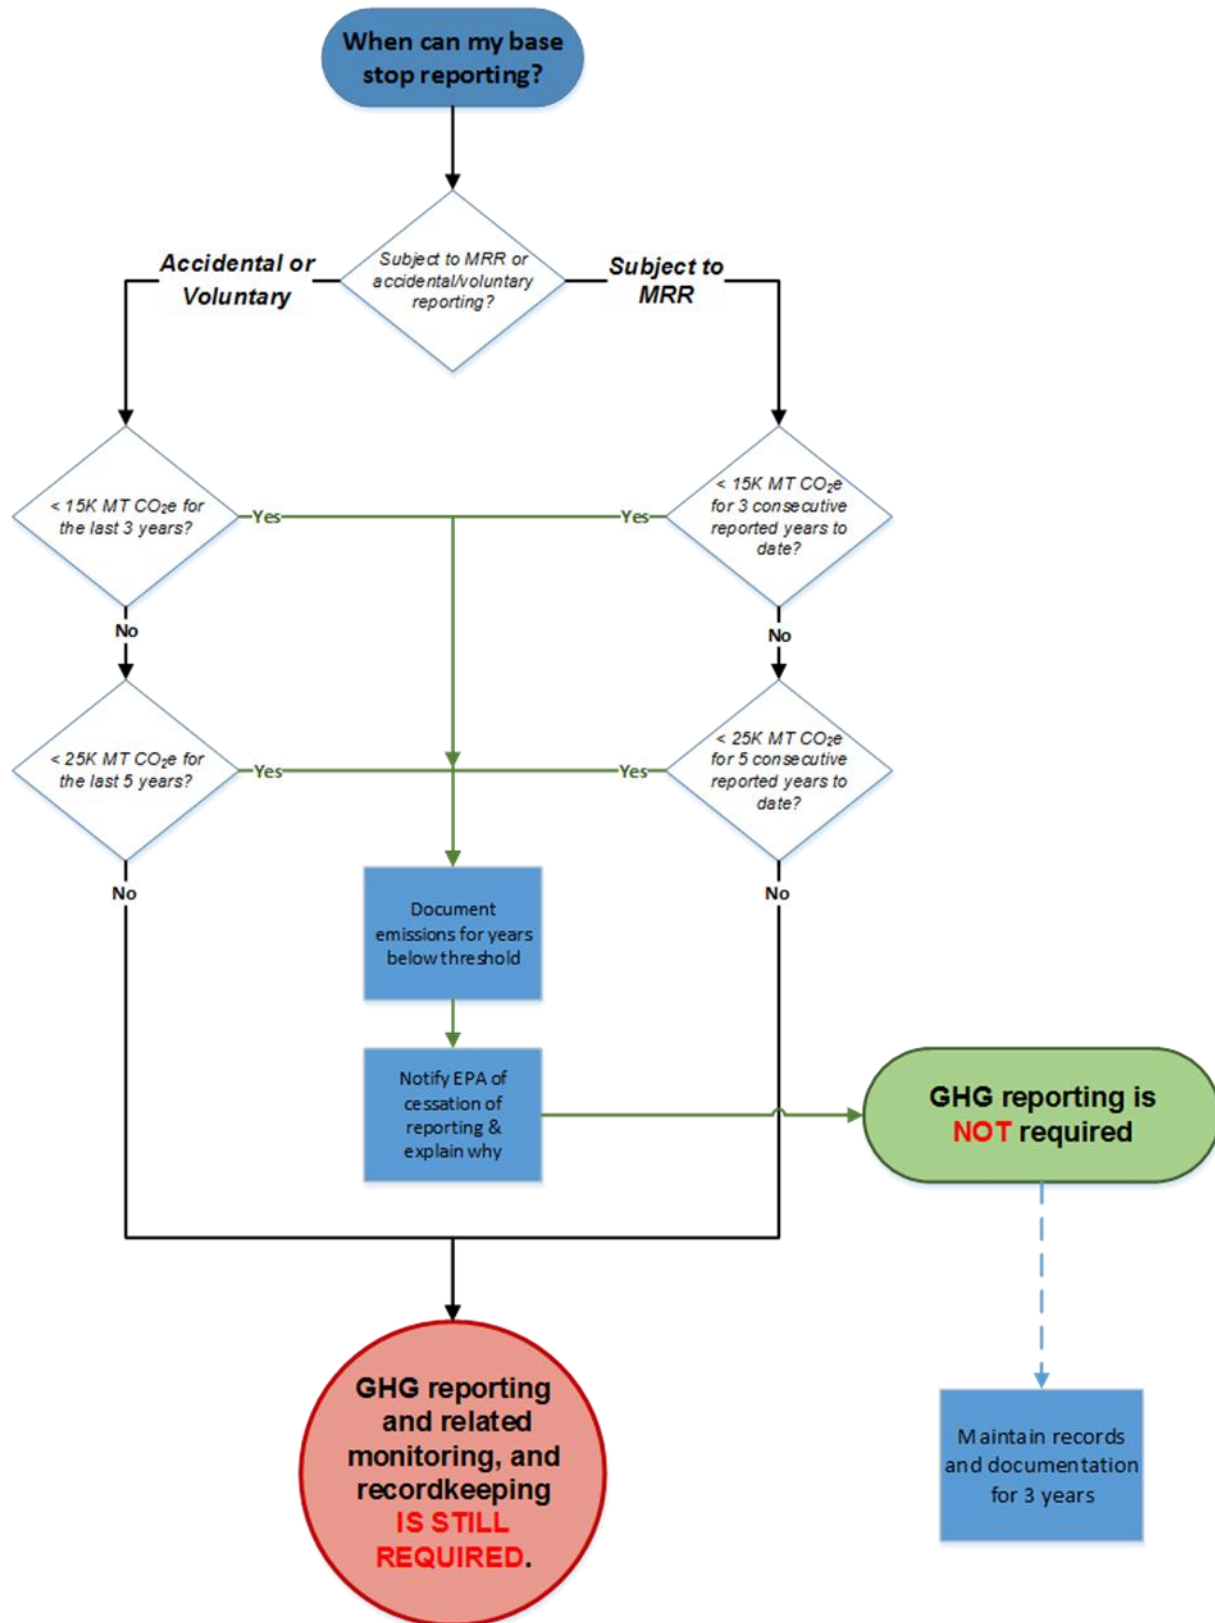 When can my base
stop reporting?
Accidental or
Voluntary
Subject to MRR or
accidental/voluntary
reporting?
Subject to
MRR
< 15K MT CO₂e for
the last 3 years?
Yes
Yes
< 15K MT CO₂e
for 3 consecutive
reported years to
date?
No
No
< 25K MT CO₂e for
the last 5 years?
Yes
Yes
< 25K MT CO₂e
for 5 consecutive
reported years to
date?
No
No
Document
emissions for years
below threshold
Notify EPA of
cessation of
reporting &
explain why
GHG reporting is
NOT required
GHG reporting
and related
monitoring, and
recordkeeping
IS STILL
REQUIRED.
Maintain records
and documentation
for 3 years